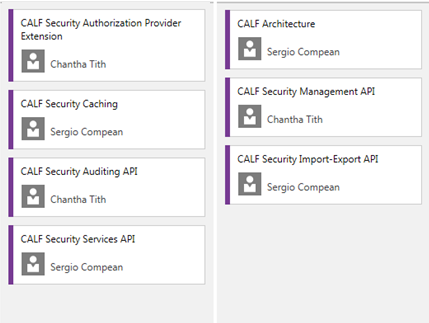 CALF Security Authorization Provider
Extension
Chantha Tith
CALF Security Caching
Sergio Compean
CALF Security Auditing API
Chantha Tith
CALF Security Services API
Sergio Compean
CALF Architecture
Sergio Compean
CALF Security Management API
Chantha Tith
CALF Security Import-Export API
Sergio Compean